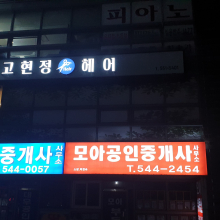 피아노
고현정 헤어
중개사 사무소
544-0057
모아공인중개사 사무소
T.544-2454